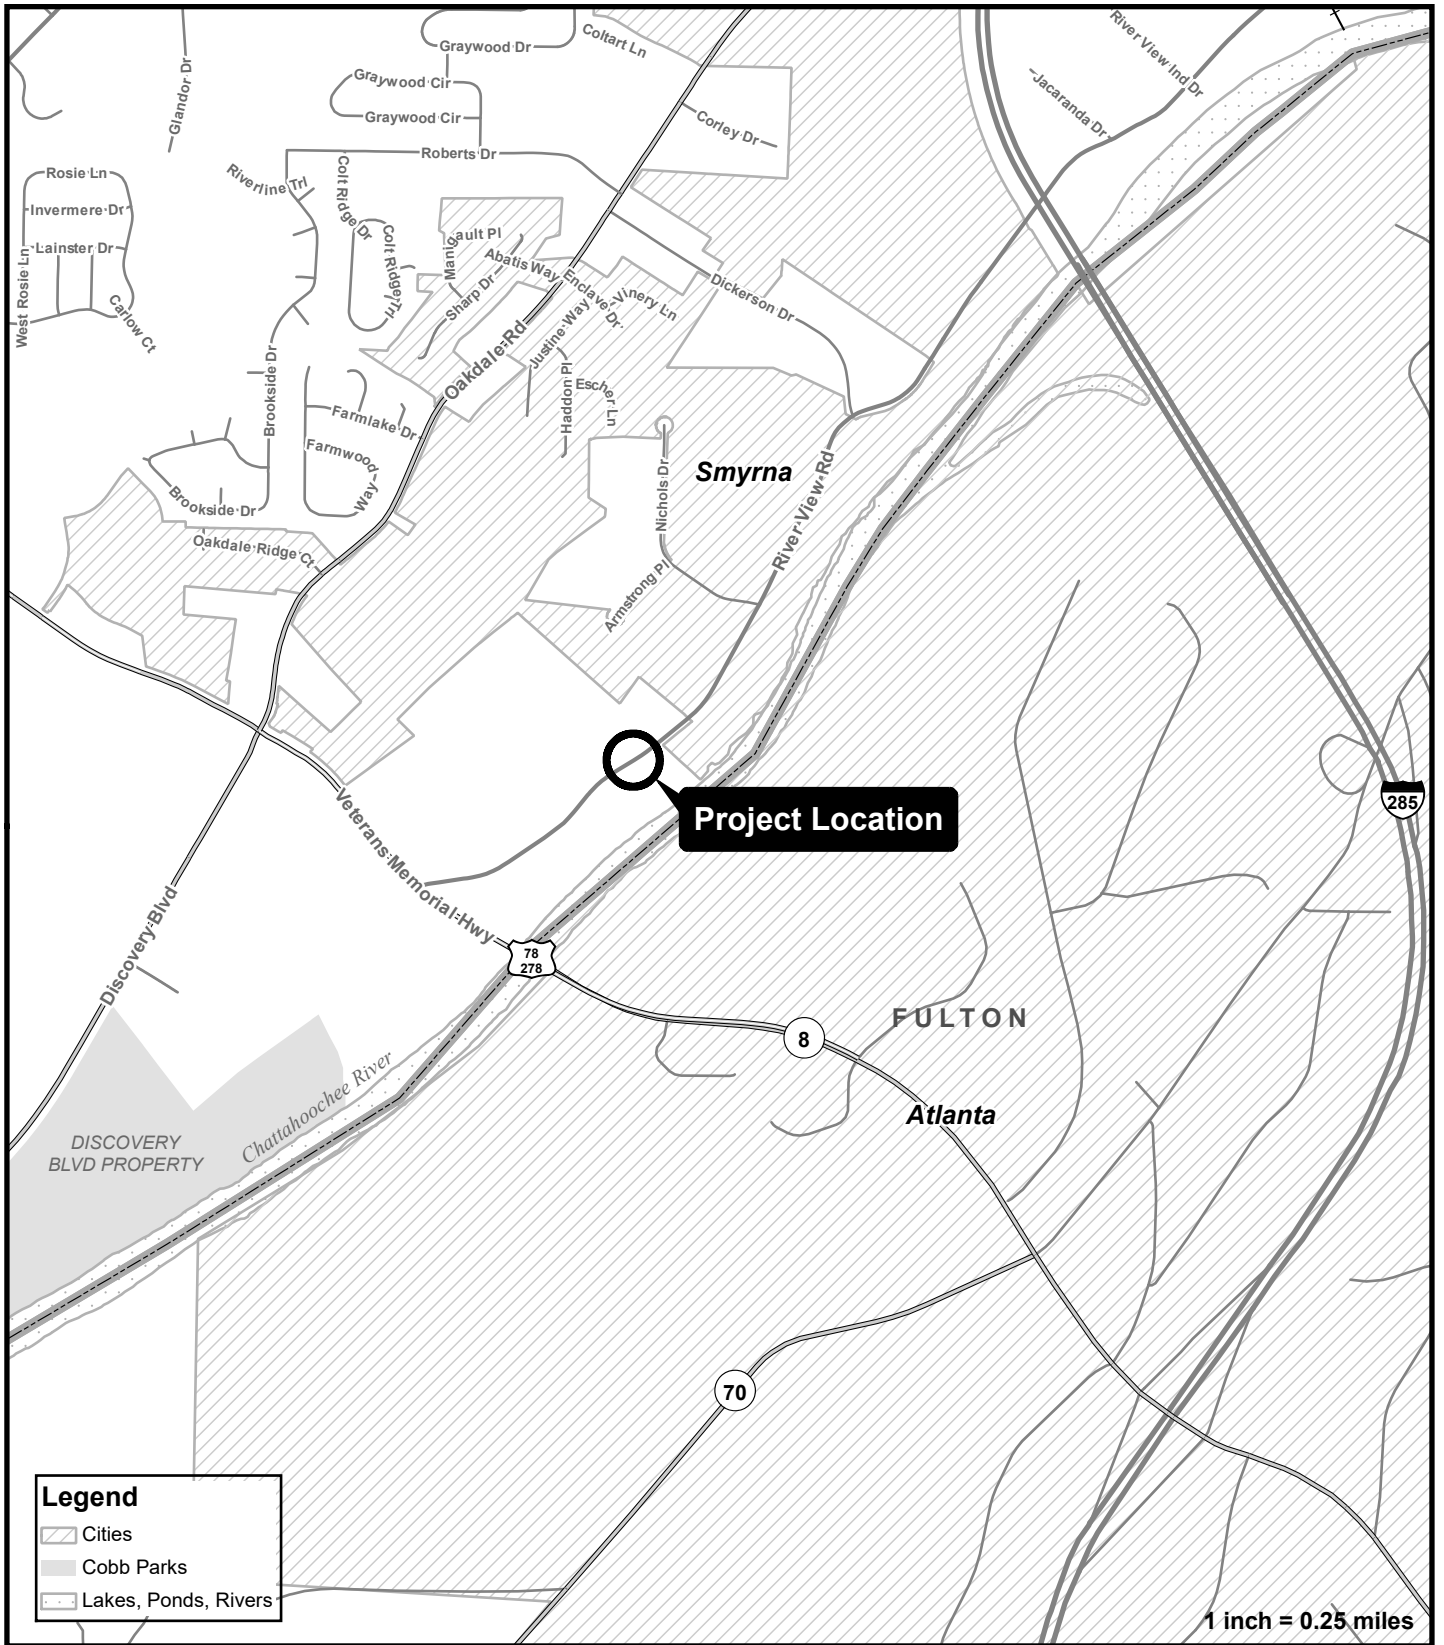 Graywood Dr
Coltart Ln
River View Ind Dr
Glandor Dr
Graywood Cir
Jacaranda Dr
Graywood Cir
Corley Dr
Roberts Dr
Rosie Ln
Riverline Trl
Colt Ridge Dr
Invermere Dr
Manigault Pl
Lainster Dr
West Rosie Ln
Colt Ridge Trl
Abatis Way
Enclave Dr
Dickerson Dr
Sharp Dr
Vinery Ln
Carlow Ct
Justine Way
Oakdale Rd
Brookside Dr
Haddon Pl
Escher Ln
Farmlake Dr
Farmwood Way
Smyrna
Nichols Dr
River View Rd
Brookside Dr
Oakdale Ridge Ct
Armstrong Pl
Project Location
285
Veterans Memorial Hwy
Discovery Blvd
78
278
FULTON
8
Chattahoochee River
Atlanta
DISCOVERY
BLVD PROPERTY
70
Legend
Cities
Cobb Parks
Lakes, Ponds, Rivers
1 inch = 0.25 miles